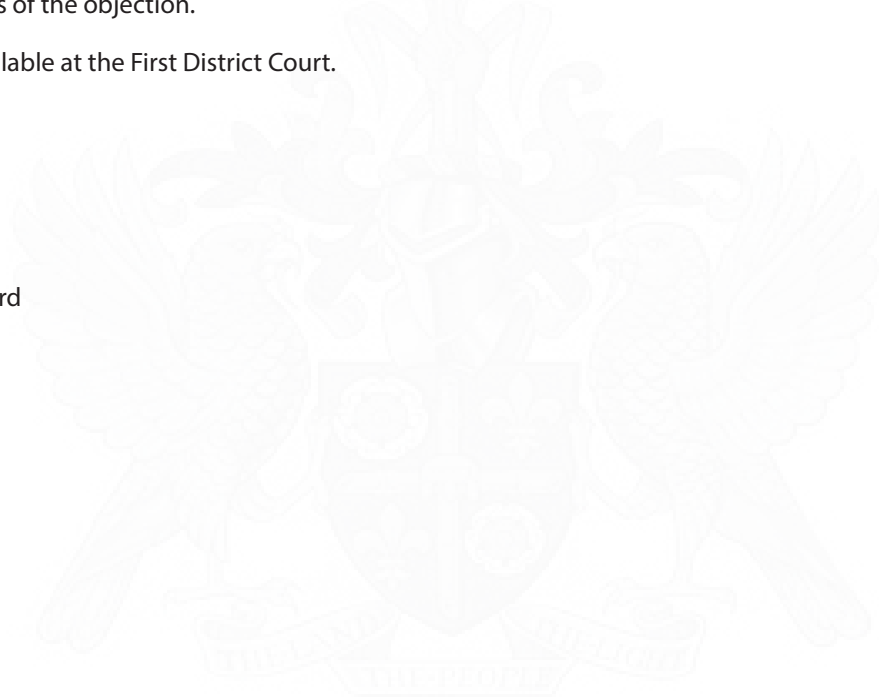 s of the objection.
lable at the First District Court.
rd
THE LAND
THE PEOPLE
THE LIGHT